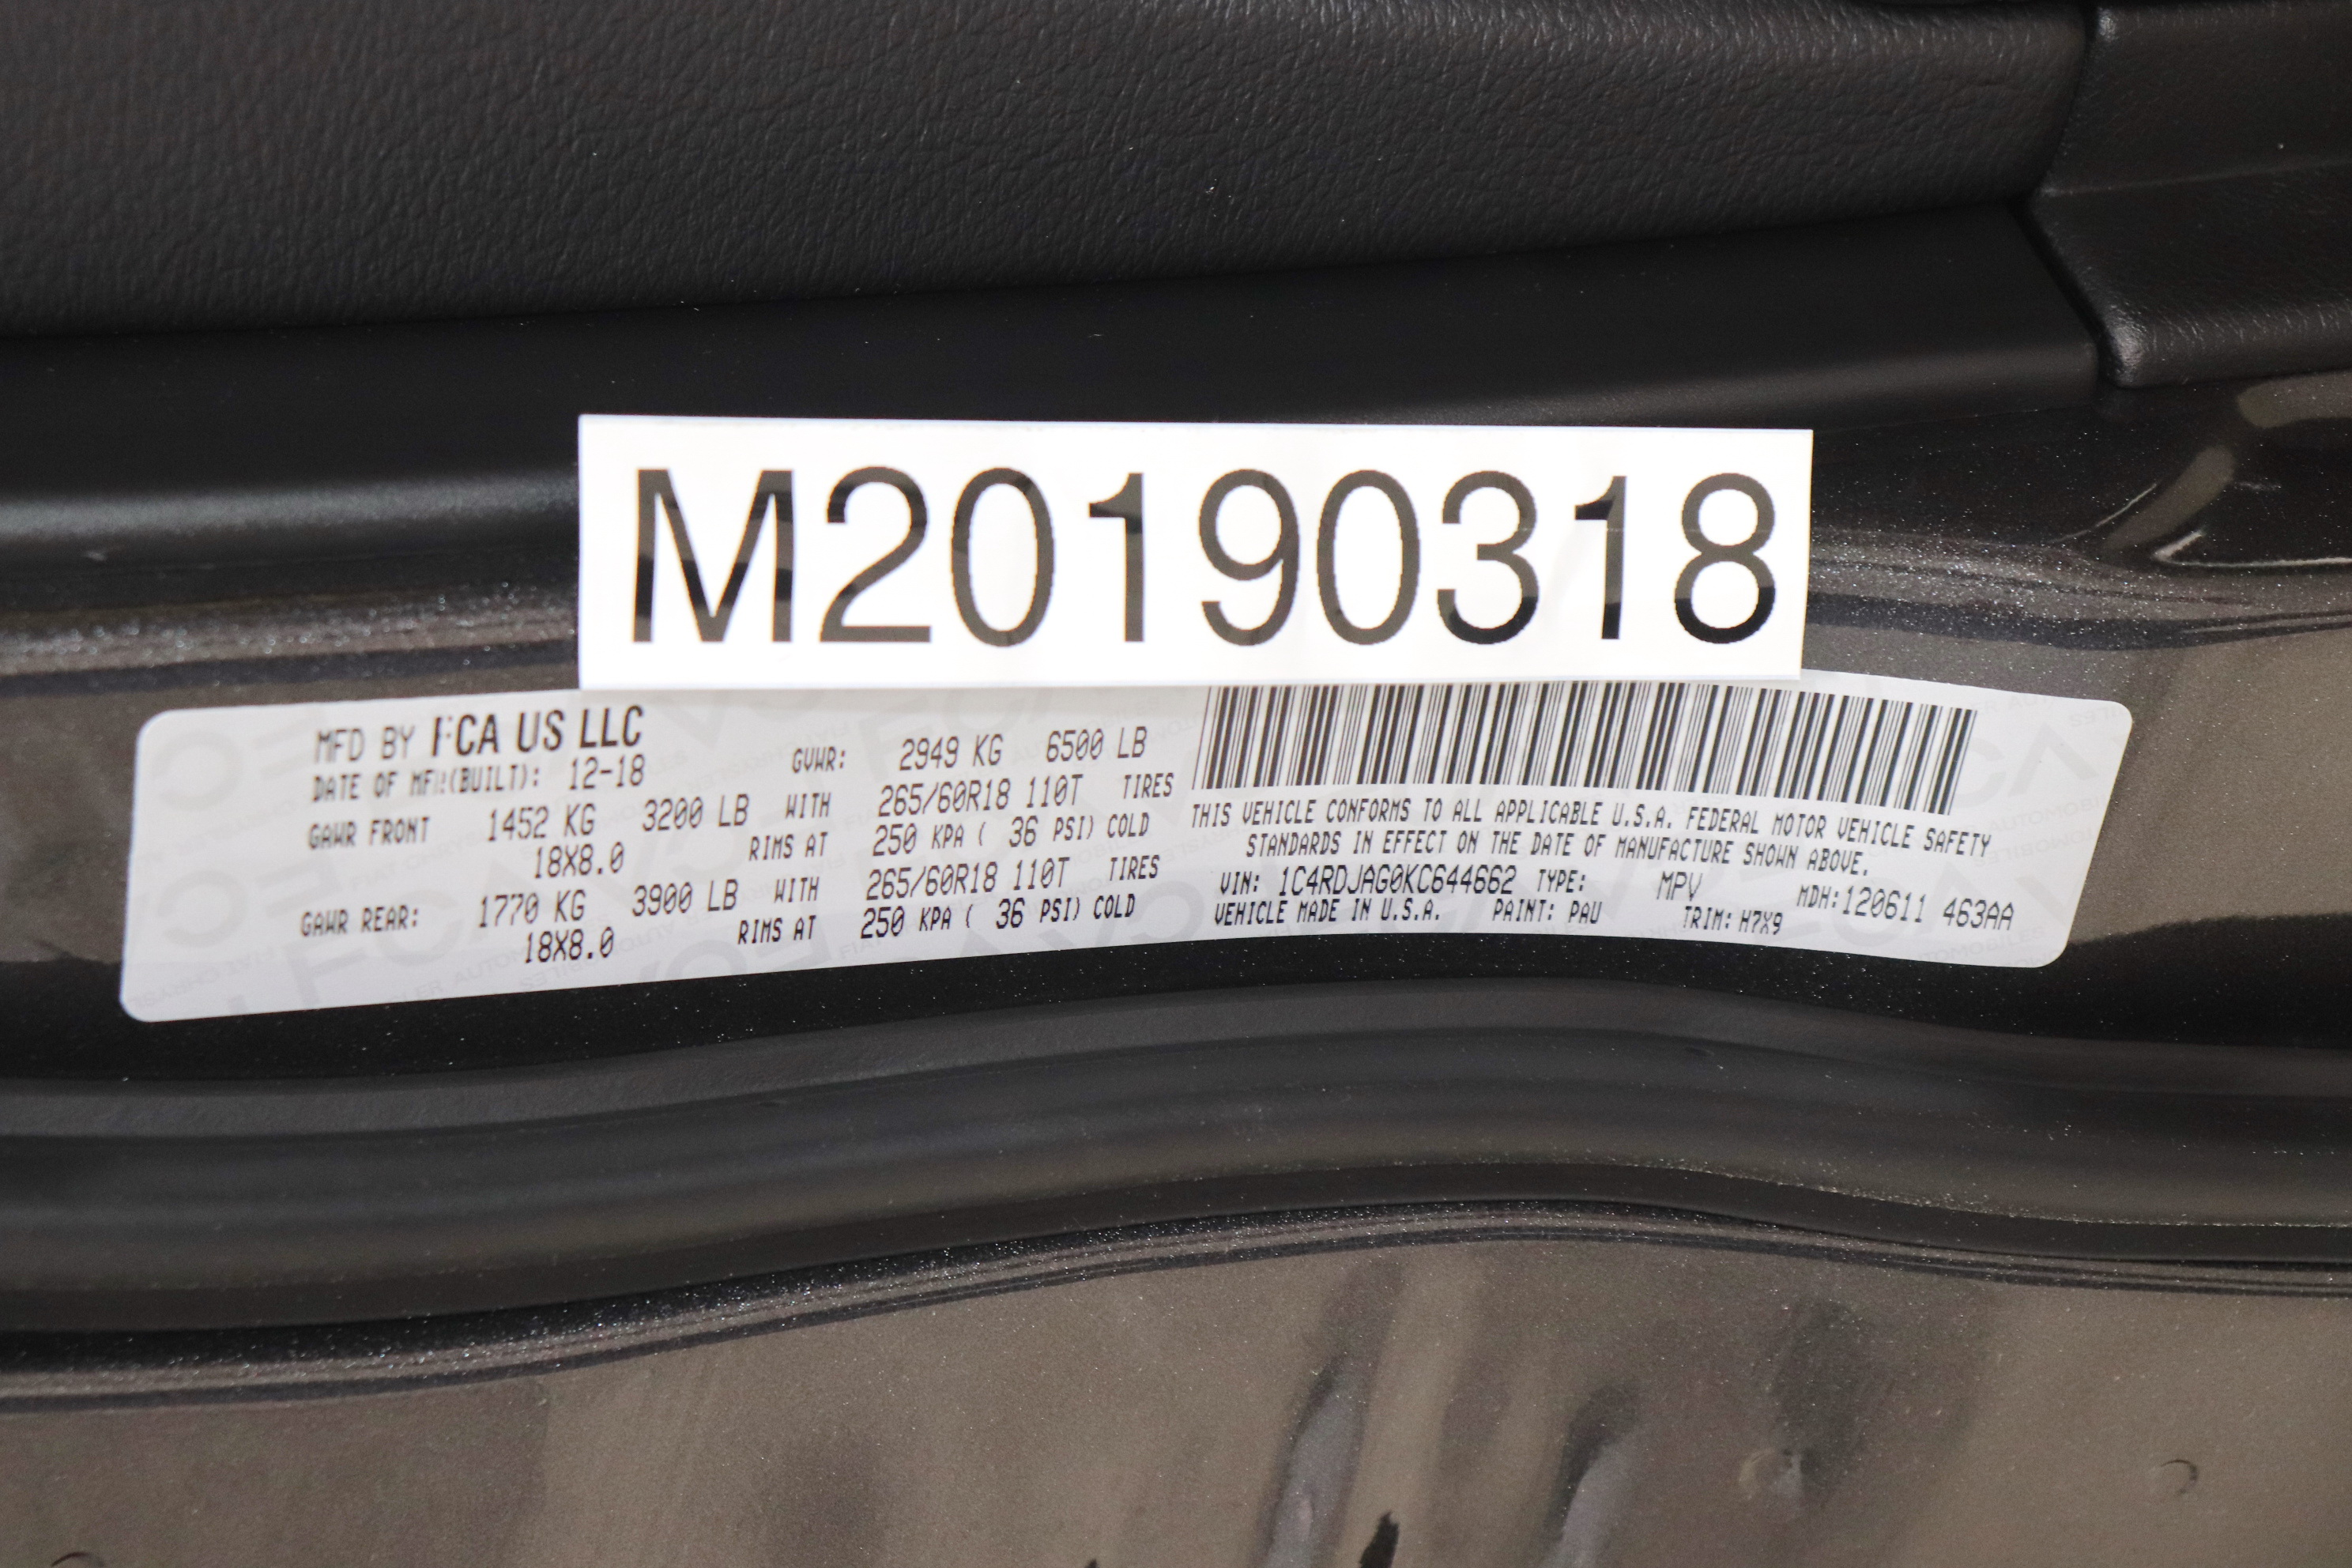 M20190318
MFD BY FCA US LLC
DATE OF MFR(BUILT): 12-18 GVWR: 2949 KG 6500 LB
GAWR FRONT 1452 KG 3200 LB WITH 265/60R18 110T TIRES
18X8.0 RIMS AT 250 KPA ( 36 PSI) COLD
GAWR REAR: 1770 KG 3900 LB WITH 265/60R18 110T TIRES
18X8.0 RIMS AT 250 KPA ( 36 PSI) COLD
THIS VEHICLE CONFORMS TO ALL APPLICABLE U.S.A. FEDERAL MOTOR VEHICLE SAFETY
STANDARDS IN EFFECT ON THE DATE OF MANUFACTURE SHOWN ABOVE.
VIN: 1C4RDJAG0KC644662 TYPE: MPV MDH:120611 463AA
VEHICLE MADE IN U.S.A. PAINT: PAU TRIM: H7X9